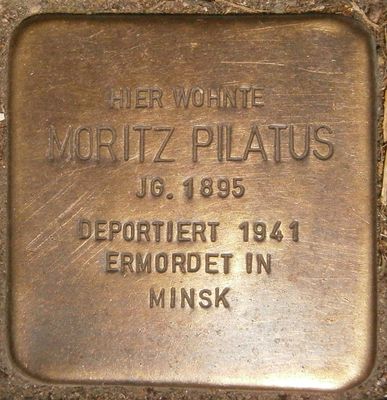 HIER WOHNTE
MORITZ PILATUS
JG. 1895
DEPORTIERT 1941
ERMORDET IN
MINSK